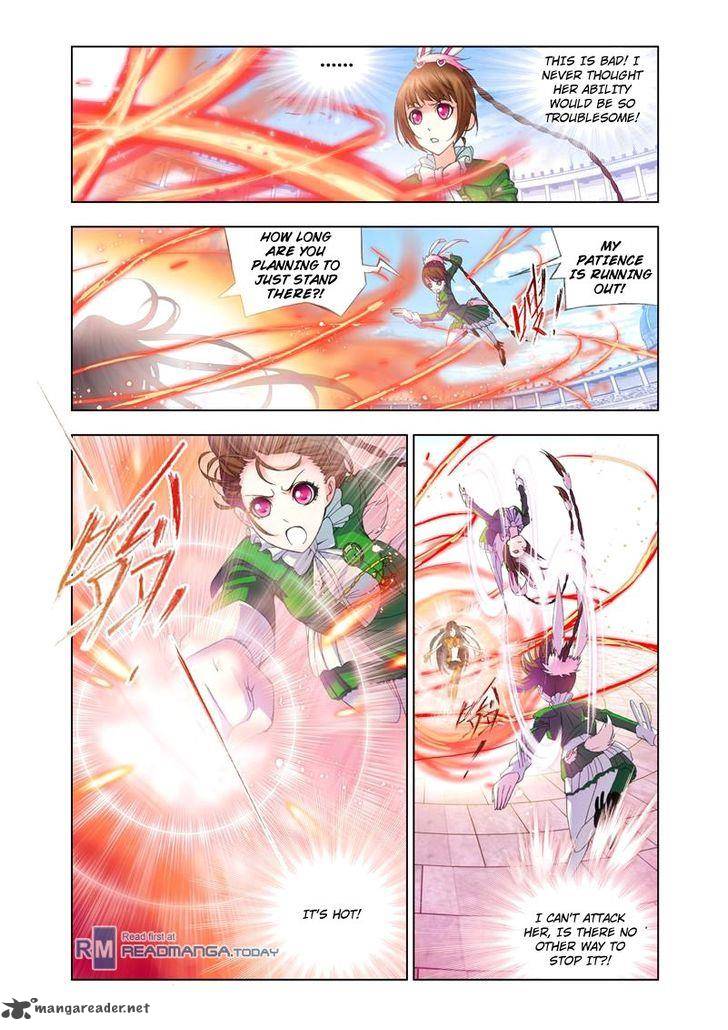 ......
THIS IS BAD! I
NEVER THOUGHT
HER ABILITY
WOULD BE SO
TROUBLESOME!
HOW LONG
ARE YOU
PLANNING TO
JUST STAND
THERE?!
MY
PATIENCE
IS RUNNING
OUT!
IT'S HOT!
I CAN'T ATTACK
HER, IS THERE NO
OTHER WAY TO
STOP IT?!
Read first at
RM READMANGA.TODAY
mangareader.net